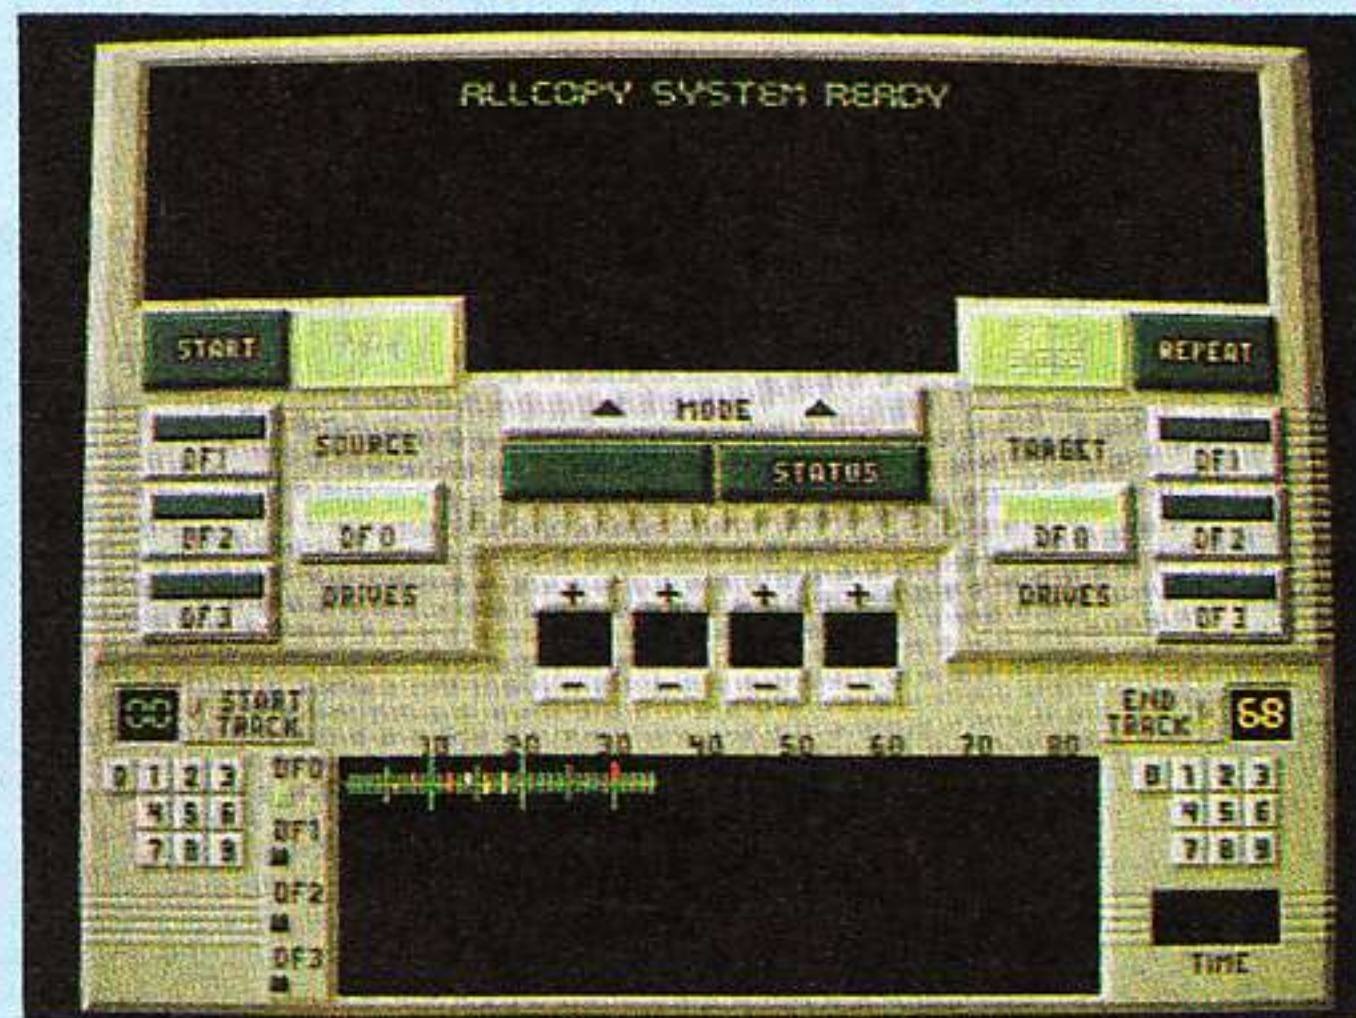 ALLCOPY SYSTEM READY
START
REPEAT
MODE
SOURCE
TARGET
STATUS
DF1
DF1
DF0
DF0
DF2
DF2
DRIVES
DRIVES
DF3
DF3
+ + + +
- - - -
00
START TRACK
END TRACK
68
10 20 30 40 50 60 70 80
0 1 2 3
4 5 6
7 8 9
DF0
DF1
DF2
DF3
0 1 2 3
4 5 6
7 8 9
TIME